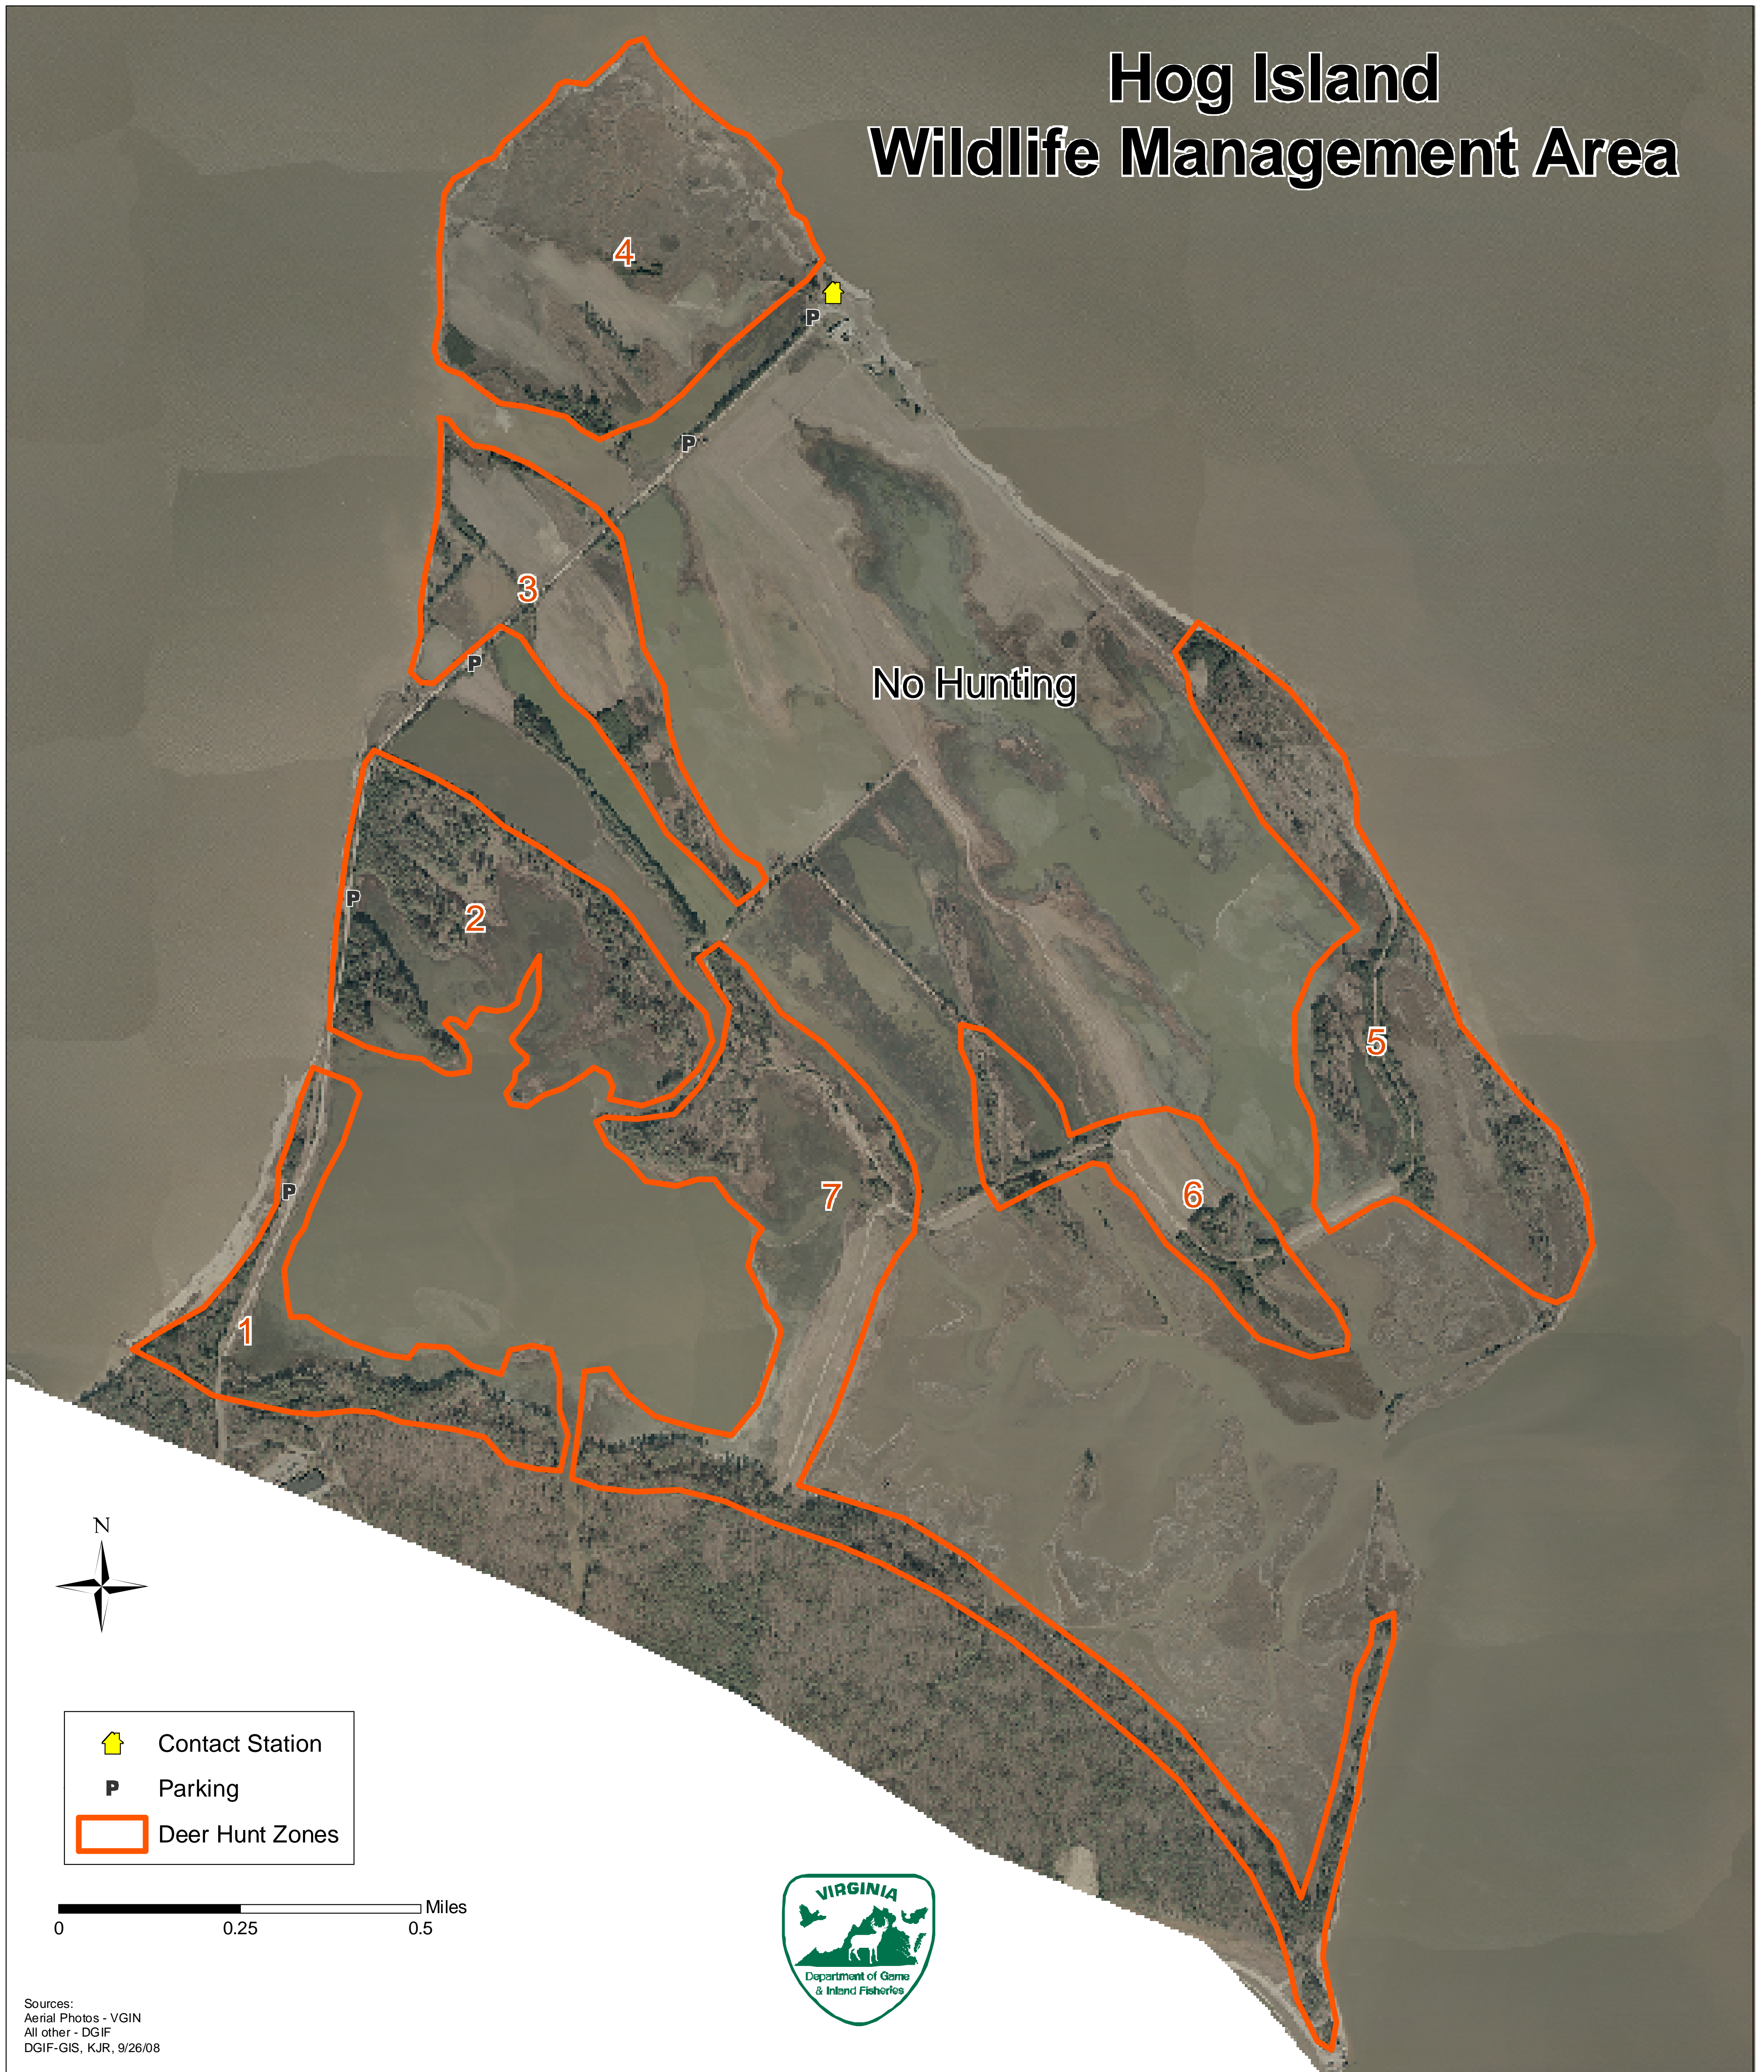 Hog Island
Wildlife Management Area
4
P
P
3
P
No Hunting
P
2
5
P
7
6
1
N
Contact Station
P Parking
Deer Hunt Zones
Miles
0 0.25 0.5
VIRGINIA
Department of Game
& Inland Fisheries
Sources:
Aerial Photos - VGIN
All other - DGIF
DGIF-GIS, KJR, 9/26/08